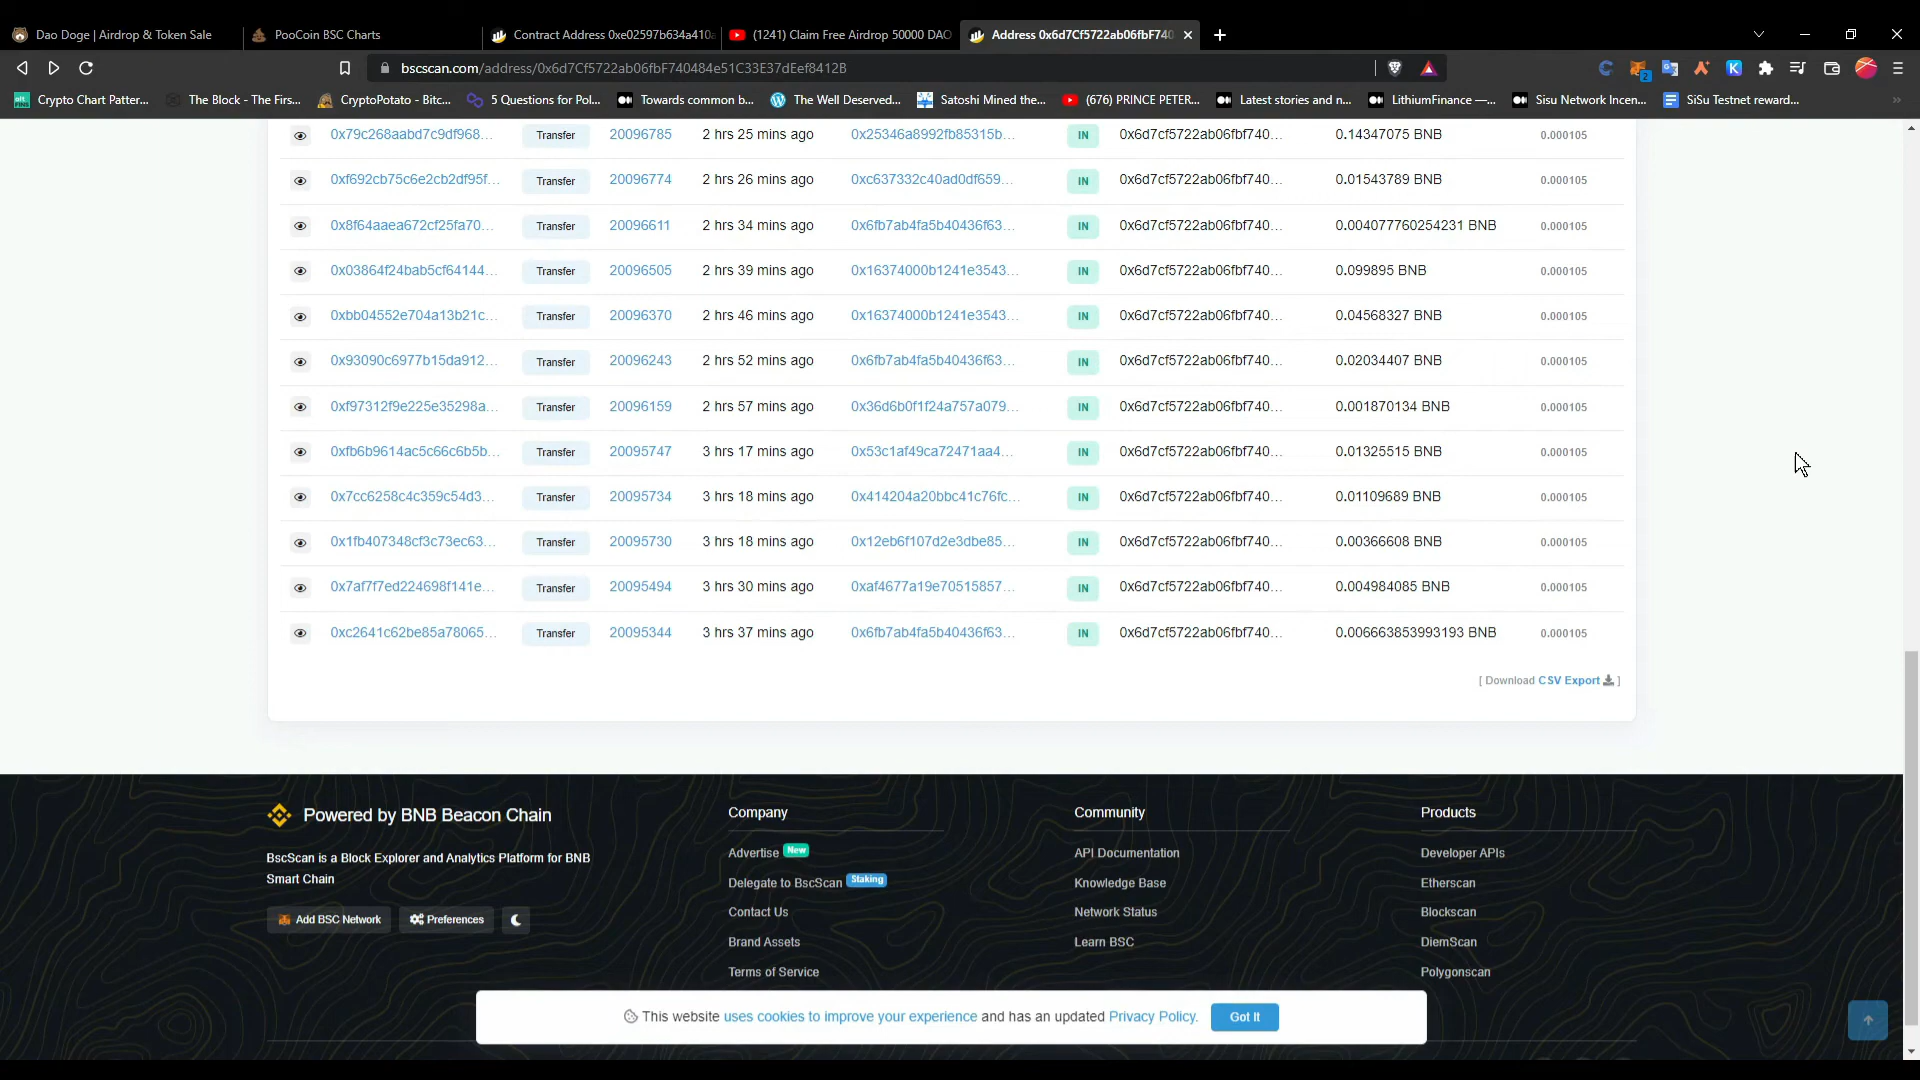 Dao Doge | Airdrop & Token Sale
PooCoin BSC Charts
Contract Address 0xe02597b634a410
(1241) Claim Free Airdrop 50000 DAO
Address 0x6d7Cf5722ab06fbF740
bscscan.com/address/0x6d7Cf5722ab06fbF740484e51C33E37dEef8412B
2
Crypto Chart Patter...
The Block - The Firs...
CryptoPotato - Bitc...
5 Questions for Pol...
Towards common b...
The Well Deserved...
Satoshi Mined the...
(676) PRINCE PETER...
Latest stories and n...
LithiumFinance —...
Sisu Network Incen...
SiSu Testnet reward...
0x79c268aabd7c9df968... Transfer 20096785 2 hrs 25 mins ago 0x25346a8992fb85315b... IN 0x6d7cf5722ab06fbf740... 0.14347075 BNB 0.000105
0xf692cb75c6e2cb2df95f... Transfer 20096774 2 hrs 26 mins ago 0xc637332c40ad0df659... IN 0x6d7cf5722ab06fbf740... 0.01543789 BNB 0.000105
0x8f64aaea672cf25fa70... Transfer 20096611 2 hrs 34 mins ago 0x6fb7ab4fa5b40436f63... IN 0x6d7cf5722ab06fbf740... 0.004077760254231 BNB 0.000105
0x03864f24bab5cf64144... Transfer 20096505 2 hrs 39 mins ago 0x16374000b1241e3543... IN 0x6d7cf5722ab06fbf740... 0.099895 BNB 0.000105
0xbb04552e704a13b21c... Transfer 20096370 2 hrs 46 mins ago 0x16374000b1241e3543... IN 0x6d7cf5722ab06fbf740... 0.04568327 BNB 0.000105
0x93090c6977b15da912... Transfer 20096243 2 hrs 52 mins ago 0x6fb7ab4fa5b40436f63... IN 0x6d7cf5722ab06fbf740... 0.02034407 BNB 0.000105
0xf97312f9e225e35298a... Transfer 20096159 2 hrs 57 mins ago 0x36d6b0f1f24a757a079... IN 0x6d7cf5722ab06fbf740... 0.001870134 BNB 0.000105
0xfb6b9614ac5c66c6b5b... Transfer 20095747 3 hrs 17 mins ago 0x53c1af49ca72471aa4... IN 0x6d7cf5722ab06fbf740... 0.01325515 BNB 0.000105
0x7cc6258c4c359c54d3... Transfer 20095734 3 hrs 18 mins ago 0x414204a20bbc41c76fc... IN 0x6d7cf5722ab06fbf740... 0.01109689 BNB 0.000105
0x1fb407348cf3c73ec63... Transfer 20095730 3 hrs 18 mins ago 0x12eb6f107d2e3dbe85... IN 0x6d7cf5722ab06fbf740... 0.00366608 BNB 0.000105
0x7af7f7ed224698f141e... Transfer 20095494 3 hrs 30 mins ago 0xaf4677a19e70515857... IN 0x6d7cf5722ab06fbf740... 0.004984085 BNB 0.000105
0xc2641c62be85a78065... Transfer 20095344 3 hrs 37 mins ago 0x6fb7ab4fa5b40436f63... IN 0x6d7cf5722ab06fbf740... 0.006663853993193 BNB 0.000105
[ Download CSV Export ]
Powered by BNB Beacon Chain
BscScan is a Block Explorer and Analytics Platform for BNB
Smart Chain
Add BSC Network
Preferences
Company
Advertise New
Delegate to BscScan Staking
Contact Us
Brand Assets
Terms of Service
Community
API Documentation
Knowledge Base
Network Status
Learn BSC
Products
Developer APIs
Etherscan
Blockscan
DiemScan
Polygonscan
This website uses cookies to improve your experience and has an updated Privacy Policy.
Got It